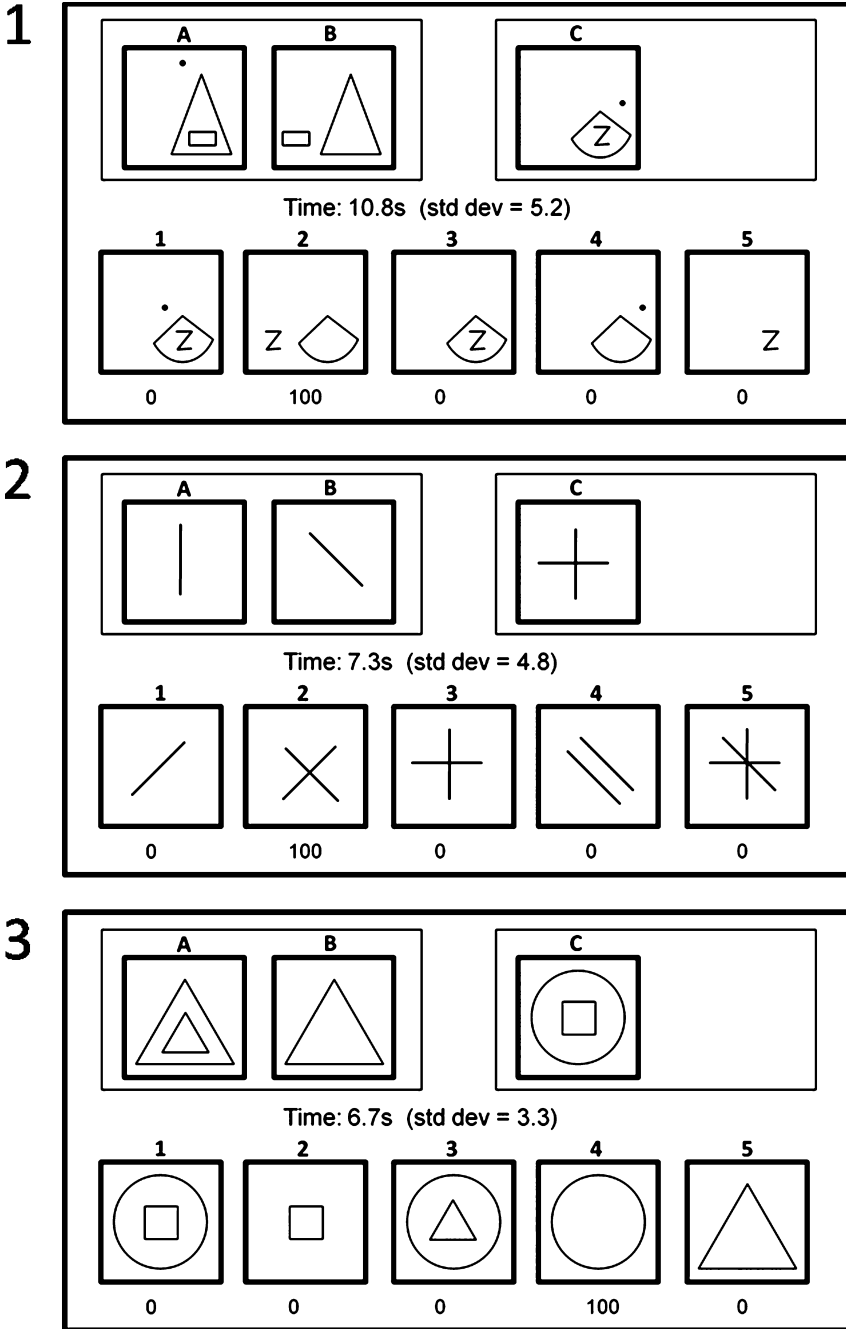 1
A B C
Z
Time: 10.8s (std dev = 5.2)
1 2 3 4 5
Z Z Z Z
0 100 0 0 0
2
A B C
Time: 7.3s (std dev = 4.8)
1 2 3 4 5
0 100 0 0 0
3
A B C
Time: 6.7s (std dev = 3.3)
1 2 3 4 5
0 0 0 100 0